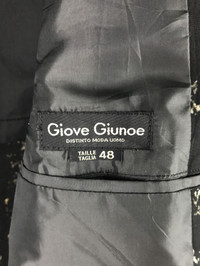 Giove Giunoe
DISTINTO MODA UOMO
TAILLE
TAGLIA 48